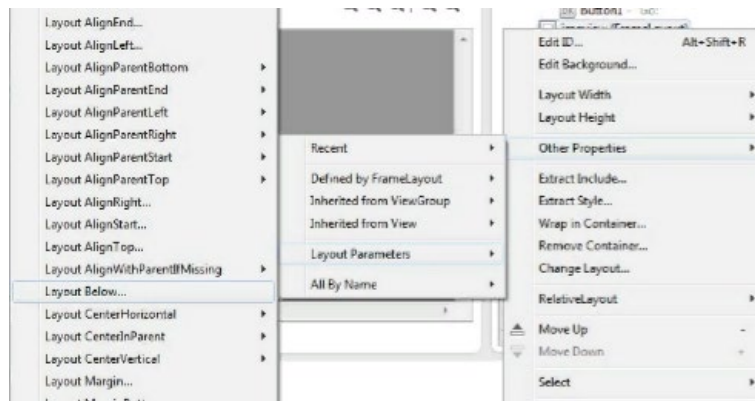 Layout AlignEnd...
Layout AlignLeft...
Layout AlignParentBottom
Layout AlignParentEnd
Layout AlignParentLeft
Layout AlignParentRight
Layout AlignParentStart
Layout AlignParentTop
Layout AlignRight...
Layout AlignStart...
Layout AlignTop...
Layout AlignWithParentIfMissing
Layout Below...
Layout CenterHorizontal
Layout CenterInParent
Layout CenterVertical
Layout Margin...
Recent
Defined by FrameLayout
Inherited from ViewGroup
Inherited from View
Layout Parameters
All By Name
Button1 - Go!
(FrameLayout)
Edit ID... Alt+Shift+R
Edit Background...
Layout Width
Layout Height
Other Properties
Extract Include...
Extract Style...
Wrap in Container...
Remove Container...
Change Layout...
RelativeLayout
Move Up -
Move Down +
Select